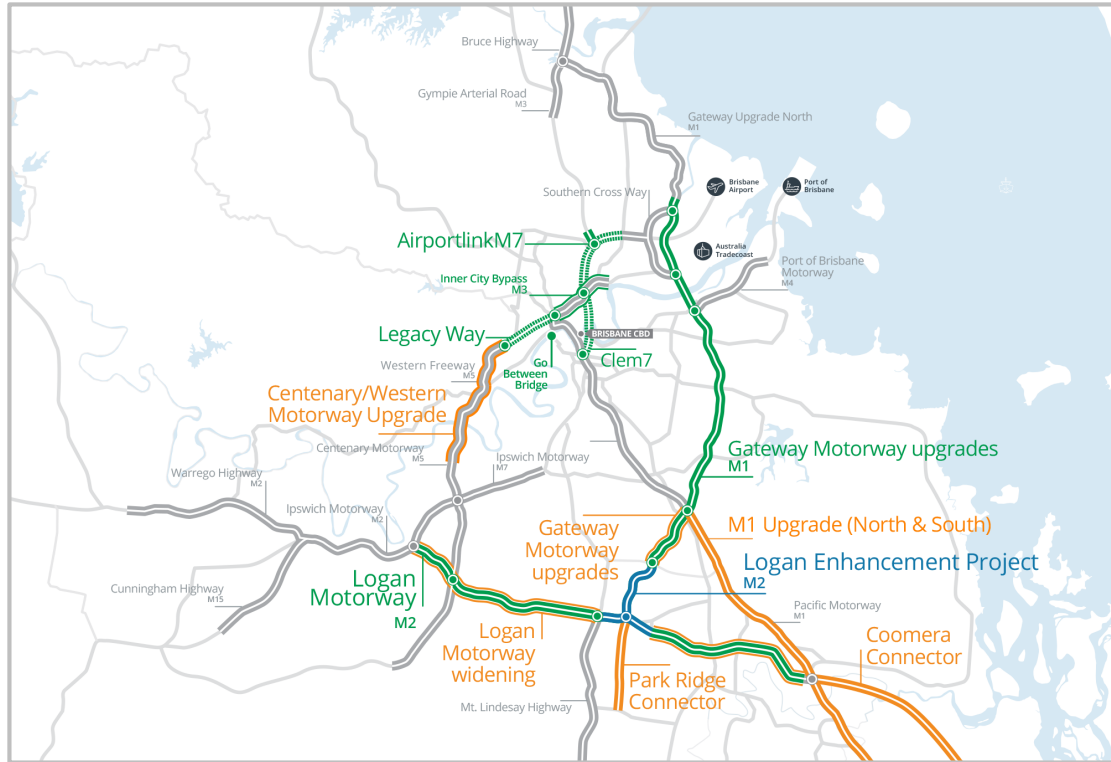 Bruce Highway
Gympie Arterial Road
M3
Gateway Upgrade North
M1
Southern Cross Way
Brisbane
Airport
Port of
Brisbane
AirportlinkM7
Australia
Tradecoast
Port of Brisbane
Motorway
M4
Inner City Bypass
M3
Legacy Way
BRISBANE CBD
Western Freeway
M5
Go
Between
Bridge
Clem7
Centenary/Western
Motorway Upgrade
Centenary Motorway
M5
Ipswich Motorway
M7
Gateway Motorway upgrades
M1
Warrego Highway
M2
Ipswich Motorway
M2
Gateway
Motorway
upgrades
M1 Upgrade (North & South)
Logan Enhancement Project
M2
Cunningham Highway
M15
Logan
Motorway
M2
Pacific Motorway
M1
Logan
Motorway
widening
Coomera
Connector
Park Ridge
Connector
Mt. Lindesay Highway